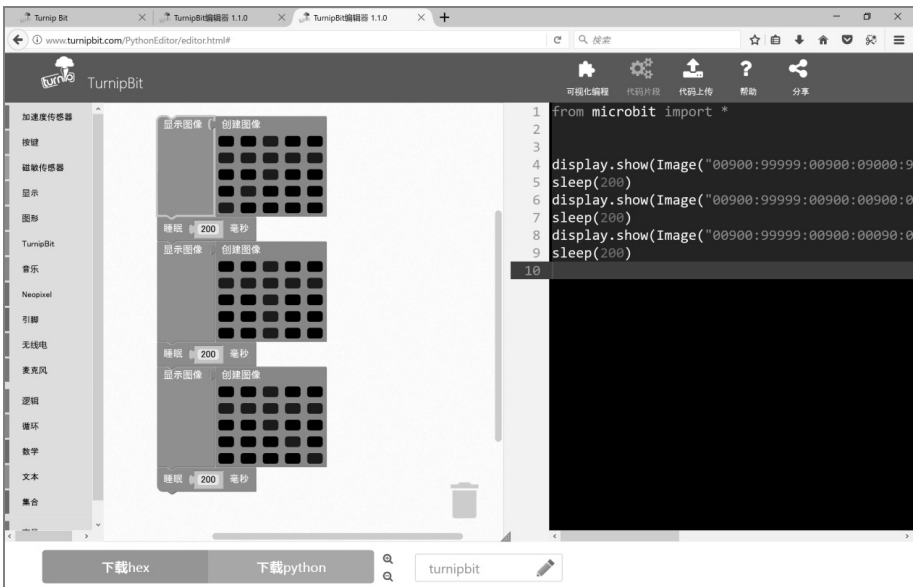 Turnip Bit
TurnipBit编辑器 1.1.0
TurnipBit编辑器 1.1.0
www.turnipbit.com/PythonEditor/editor.html#
搜索
turnip
TurnipBit
可视化编程
代码片段
代码上传
帮助
分享
加速度传感器
按键
磁敏传感器
显示
图形
TurnipBit
音乐
Neopixel
引脚
无线电
麦克风
逻辑
循环
数学
文本
集合
显示图像 创建图像
睡眠 200 毫秒
显示图像 创建图像
睡眠 200 毫秒
显示图像 创建图像
睡眠 200 毫秒
1 from microbit import *
2
3
4 display.show(Image("00900:99999:00900:09000:9
5 sleep(200)
6 display.show(Image("00900:99999:00900:00900:0
7 sleep(200)
8 display.show(Image("00900:99999:00900:00090:0
9 sleep(200)
10
下载hex
下载python
turnipbit